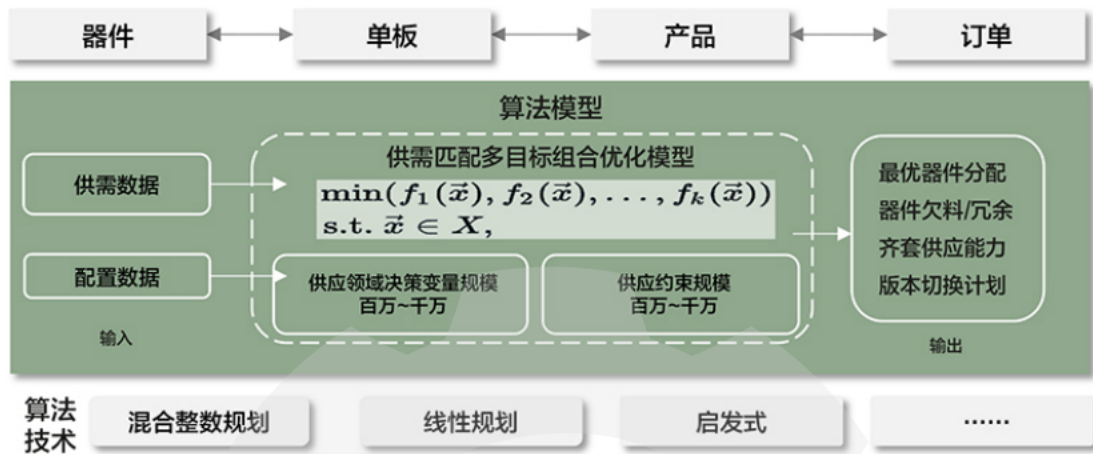 器件
单板
产品
订单
算法模型
供需匹配多目标组合优化模型
供需数据
min(f₁(x⃗), f₂(x⃗), . . . , fₖ(x⃗))
s.t. x⃗ ∈ X,
配置数据
供应领域决策变量规模
百万~千万
供应约束规模
百万~千万
输入
最优器件分配
器件欠料/冗余
齐套供应能力
版本切换计划
输出
算法
技术
混合整数规划
线性规划
启发式
……